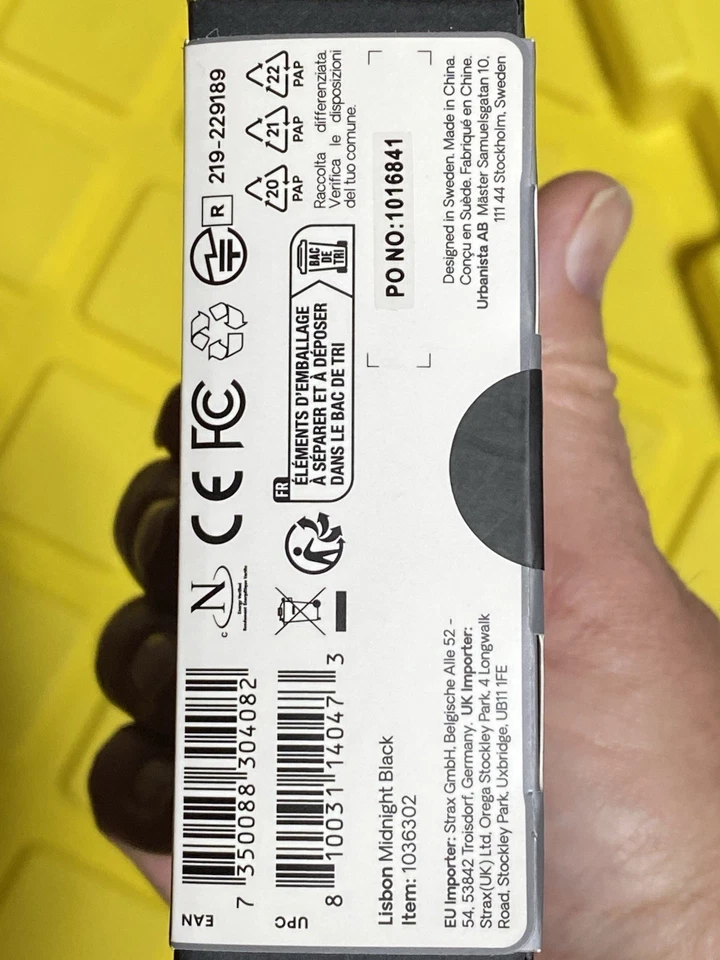 EAN
7 350088 304082
UPC
8 10031 14047 3
c N
CE FC
R 219-229189
FR
ÉLÉMENTS D'EMBALLAGE
À SÉPARER ET À DÉPOSER
DANS LE BAC DE TRI
BAC
DE
TRI
20
PAP
21
PAP
22
PAP
Raccolta differenziata.
Verifica le disposizioni
del tuo comune.
Lisbon Midnight Black
Item: 1036302
PO NO:1016841
EU Importer: Strax GmbH, Belgische Alle 52 -
54, 53842 Troisdorf, Germany. UK Importer:
Strax(UK) Ltd, Orega Stockley Park, 4 Longwalk
Road, Stockley Park, Uxbridge, UB11 1FE
Designed in Sweden. Made in China.
Conçu en Suède. Fabriqué en Chine.
Urbanista AB Mäster Samuelsgatan 10,
111 44 Stockholm, Sweden